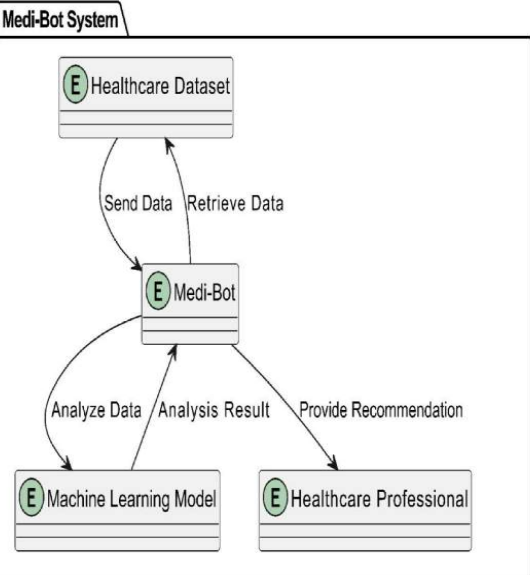 Medi-Bot System
E Healthcare Dataset
Send Data
Retrieve Data
E Medi-Bot
Analyze Data
Analysis Result
Provide Recommendation
E Machine Learning Model
E Healthcare Professional